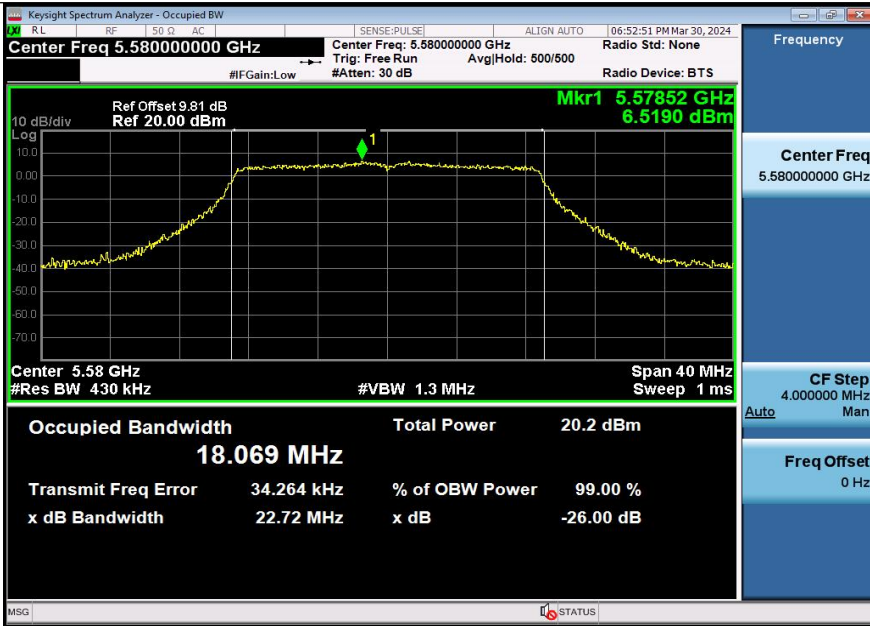 Keysight Spectrum Analyzer - Occupied BW
LXI RL RF 50 Ω AC SENSE:PULSE ALIGN AUTO 06:52:51 PM Mar 30, 2024
Center Freq 5.580000000 GHz
Center Freq: 5.580000000 GHz
Radio Std: None
Trig: Free Run Avg|Hold: 500/500
#IFGain:Low #Atten: 30 dB Radio Device: BTS
Frequency
Ref Offset 9.81 dB
Mkr1 5.57852 GHz
10 dB/div Ref 20.00 dBm 6.5190 dBm
Log
1
10.0
0.00
-10.0
-20.0
-30.0
-40.0
-50.0
-60.0
-70.0
Center Freq
5.580000000 GHz
Center 5.58 GHz Span 40 MHz
#Res BW 430 kHz #VBW 1.3 MHz Sweep 1 ms
CF Step
4.000000 MHz
Auto Man
Freq Offset
0 Hz
Occupied Bandwidth Total Power 20.2 dBm
18.069 MHz
Transmit Freq Error 34.264 kHz % of OBW Power 99.00 %
x dB Bandwidth 22.72 MHz x dB -26.00 dB
MSG STATUS